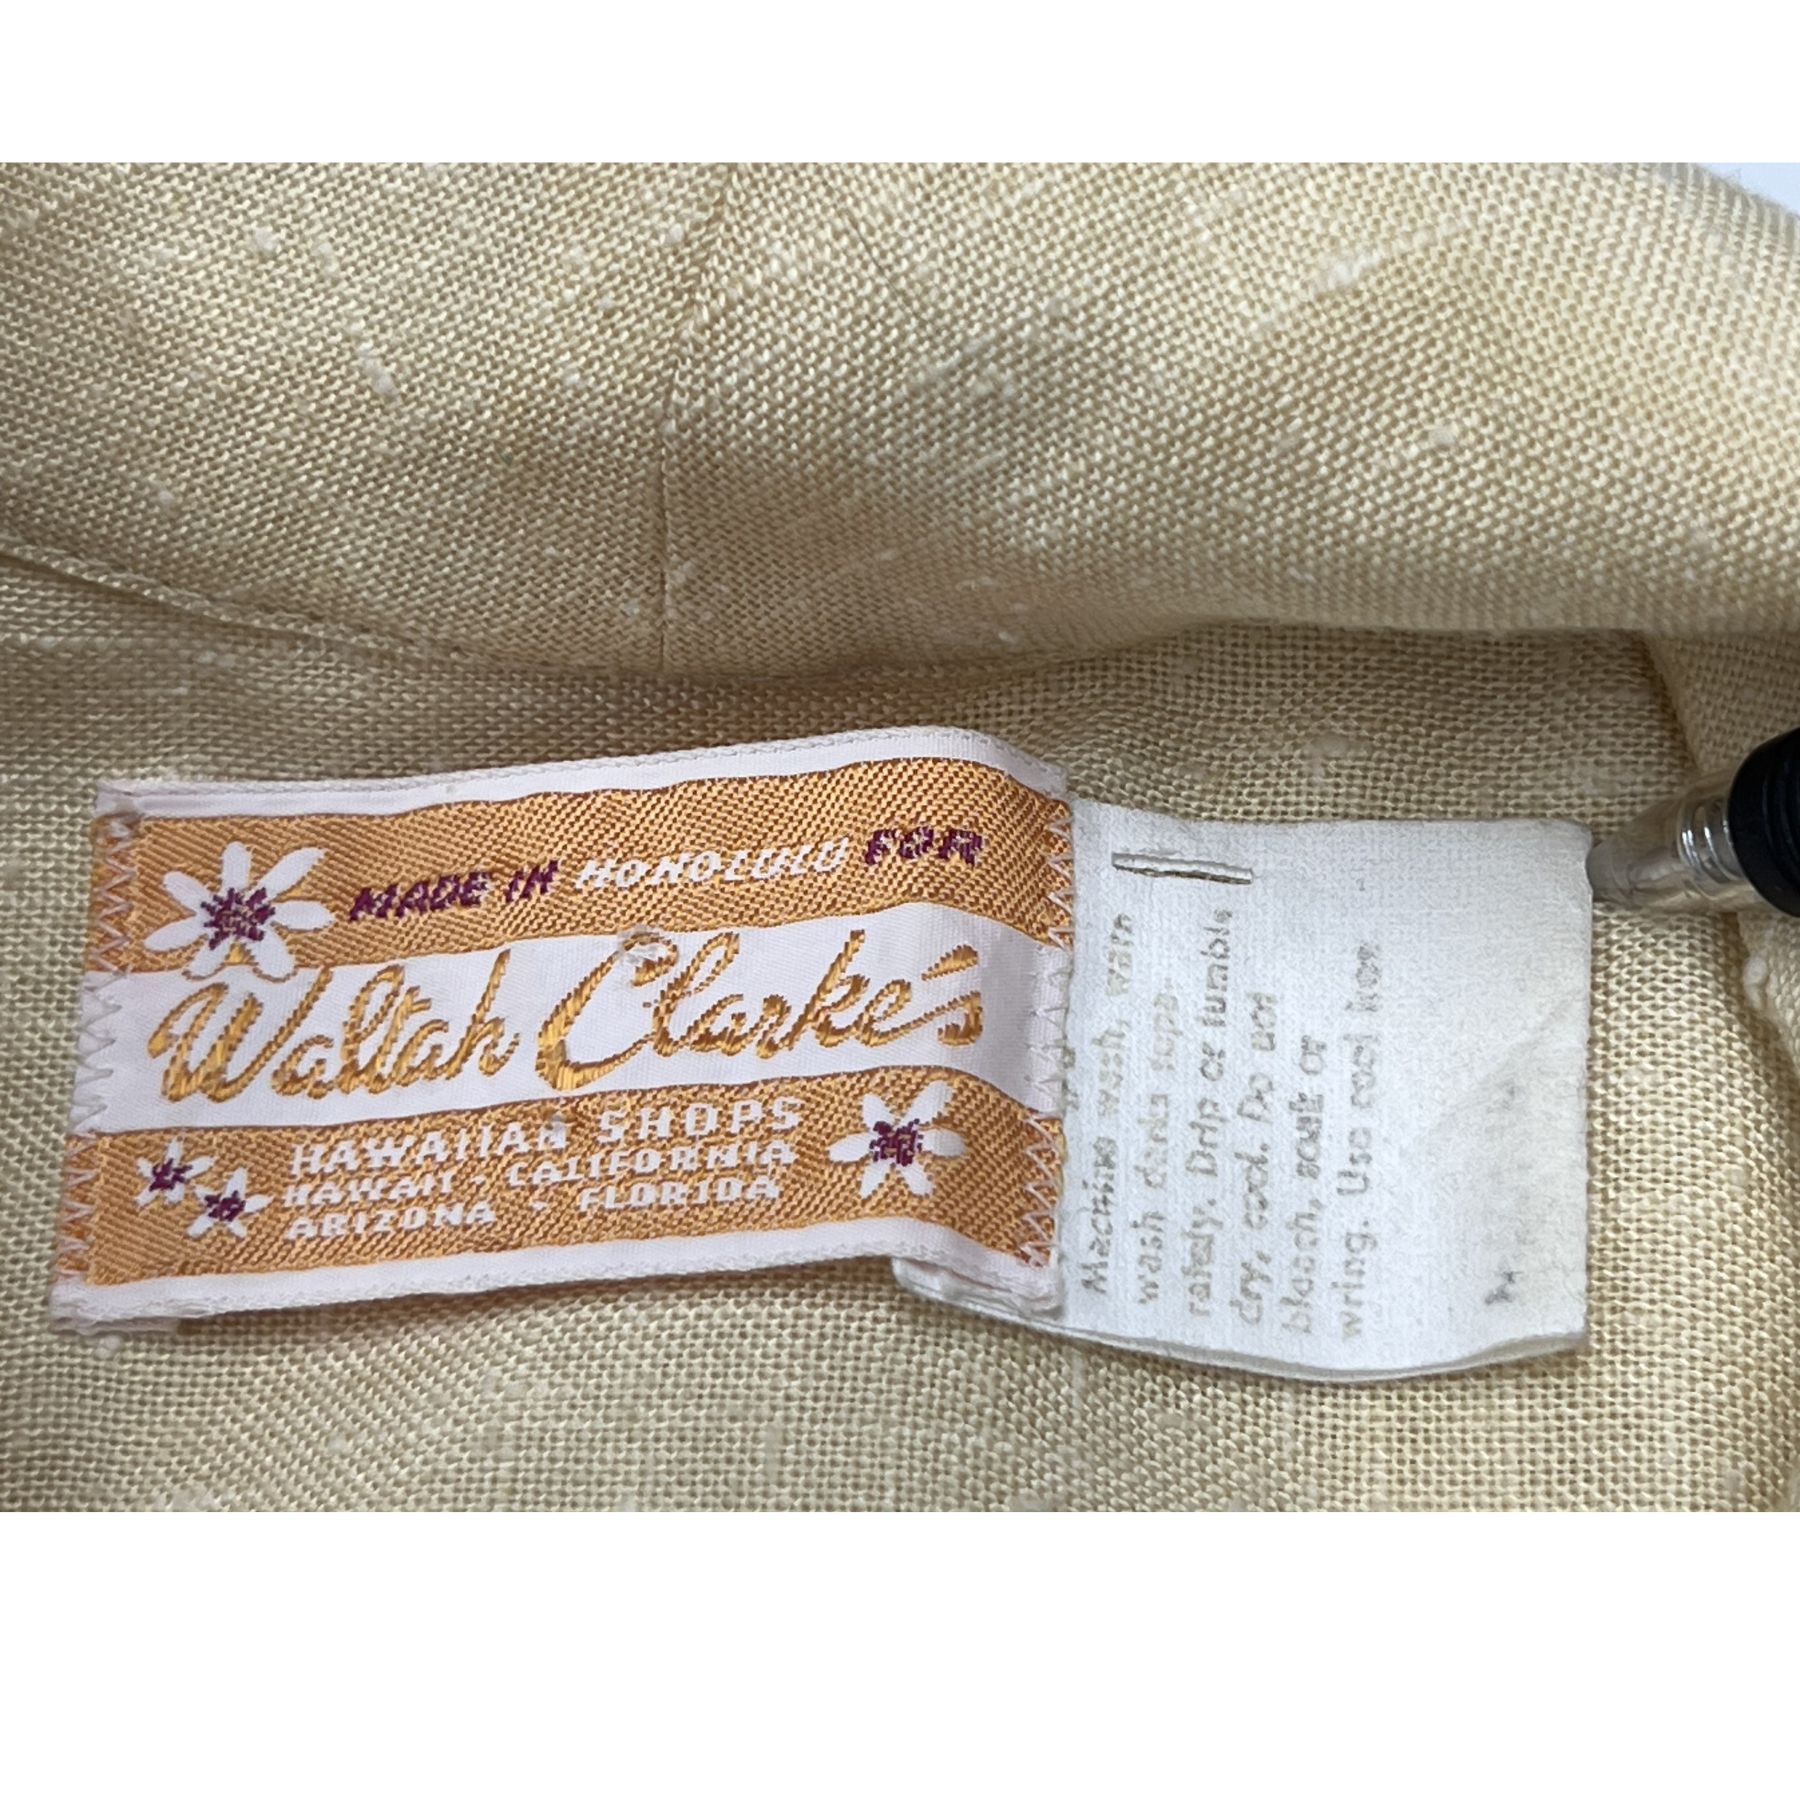 MADE IN HONOLULU FOR
Waltah Clarke's
HAWAIIAN SHOPS
HAWAII - CALIFORNIA
ARIZONA - FLORIDA
Machine wash, warm
wash darks sepa-
rately. Drip or tumble
dry, cool. Do not
bleach, soak or
wring. Use cool iron